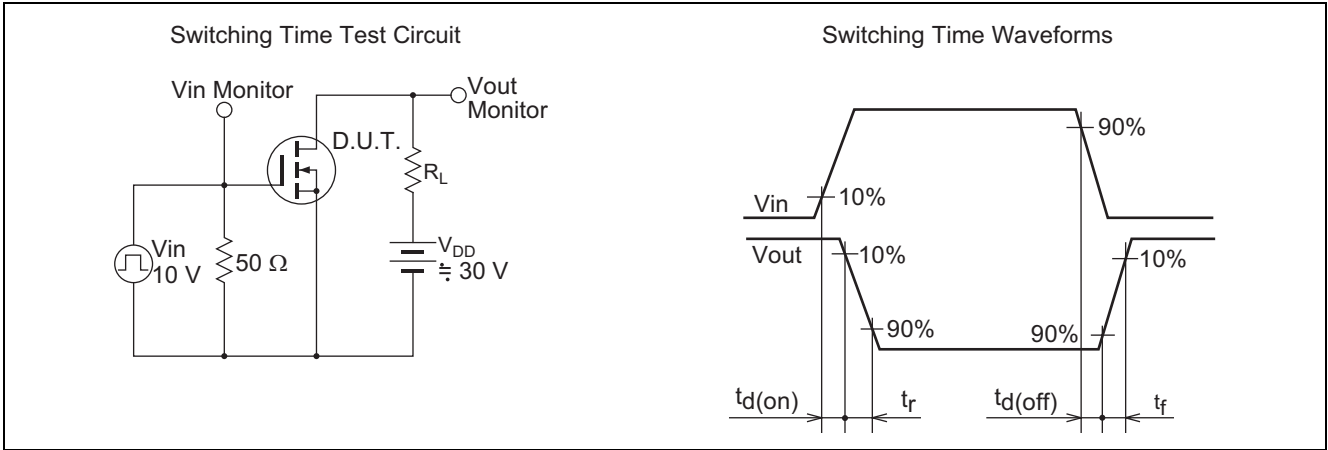 Switching Time Test Circuit
Vin Monitor
Vout
Monitor
D.U.T.
RL
Vin
10 V
50 Ω
VDD
≒ 30 V
Switching Time Waveforms
90%
Vin
10%
Vout
10%
10%
90%
90%
td(on)
tr
td(off)
tf